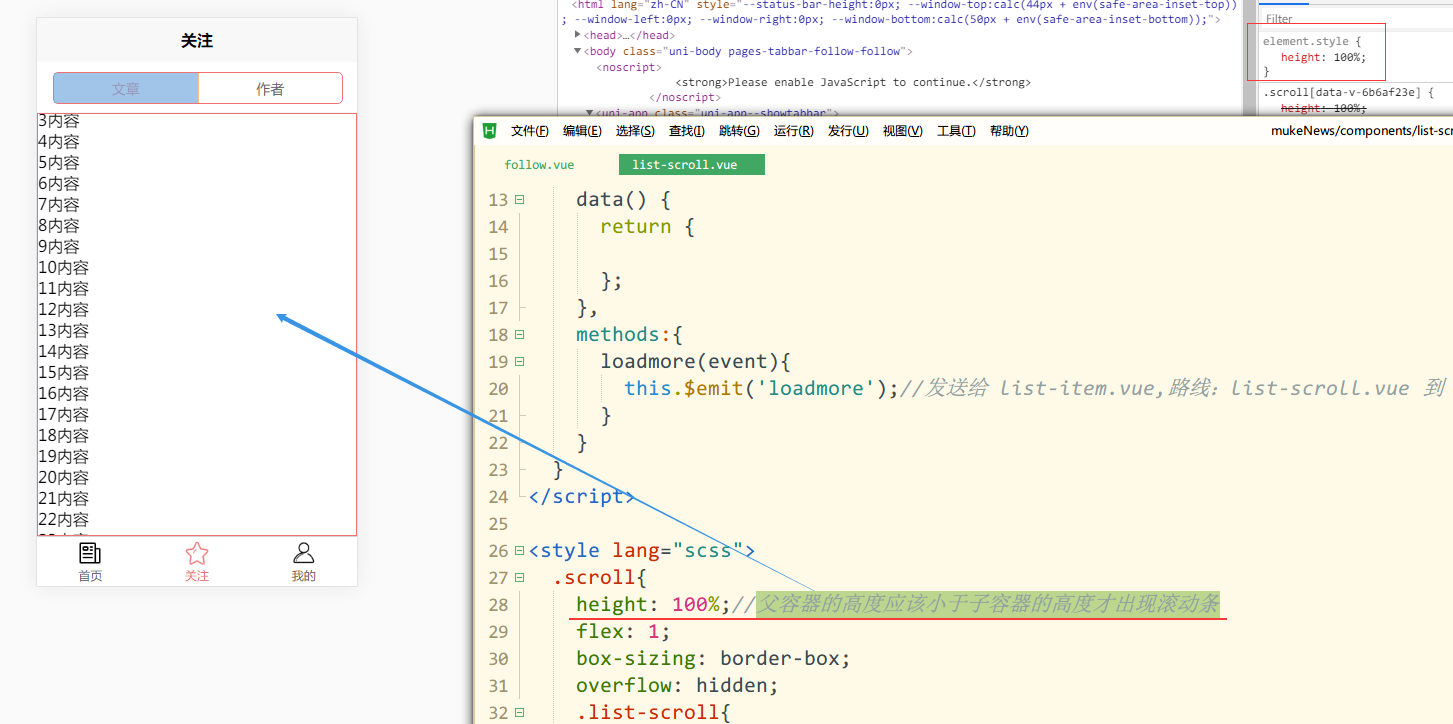 关注
文章
作者
3内容
4内容
5内容
6内容
7内容
8内容
9内容
10内容
11内容
12内容
13内容
14内容
15内容
16内容
17内容
18内容
19内容
20内容
21内容
22内容
首页
关注
我的
<html lang="zh-CN" style="--status-bar-height:0px; --window-top:calc(44px + env(safe-area-inset-top))
; --window-left:0px; --window-right:0px; --window-bottom:calc(50px + env(safe-area-inset-bottom));">
<head>…</head>
<body class="uni-body pages-tabbar-follow-follow">
<noscript>
<strong>Please enable JavaScript to continue.</strong>
</noscript>
<uni-app class="uni-app--showtabbar">
Filter
element.style {
height: 100%;
}
.scroll[data-v-6b6af23e] {
height: 100%;
文件(F) 编辑(E) 选择(S) 查找(I) 跳转(G) 运行(R) 发行(U) 视图(V) 工具(T) 帮助(Y)
mukeNews/components/list-scr
follow.vue
list-scroll.vue
13 data() {
14 return {
15
16 };
17 },
18 methods:{
19 loadmore(event){
20 this.$emit('loadmore');//发送给 list-item.vue,路线：list-scroll.vue 到
21 }
22 }
23 }
24 </script>
25
26 <style lang="scss">
27 .scroll{
28 height: 100%;//父容器的高度应该小于子容器的高度才出现滚动条
29 flex: 1;
30 box-sizing: border-box;
31 overflow: hidden;
32 .list-scroll{